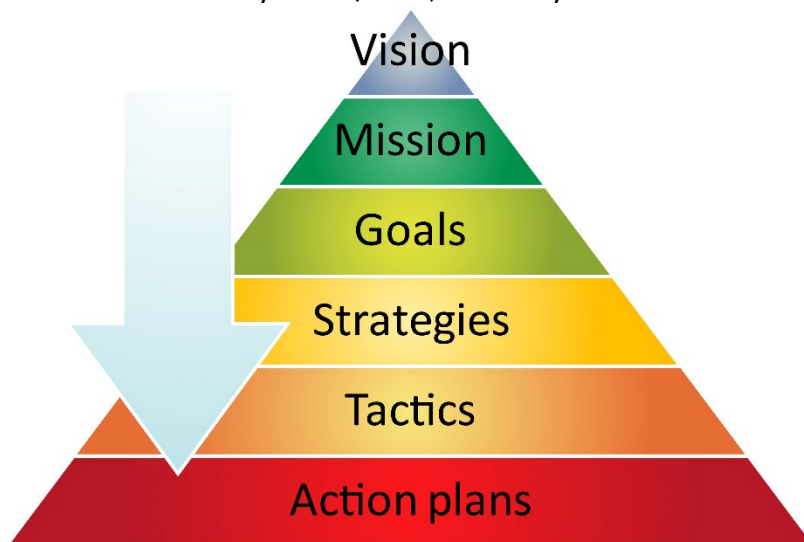 Vision
Mission
Goals
Strategies
Tactics
Action plans